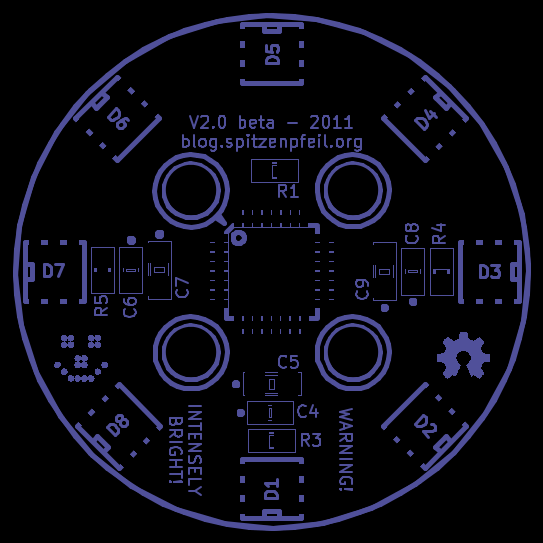 D5
D6
D4
V2.0 beta - 2011
blog.spitzenpfeil.org
R1
D7
R5
C6
C7
C9
C8
R4
D3
C5
C4
R3
D8
INTENSELY
BRIGHT!
WARNING!
D2
D1